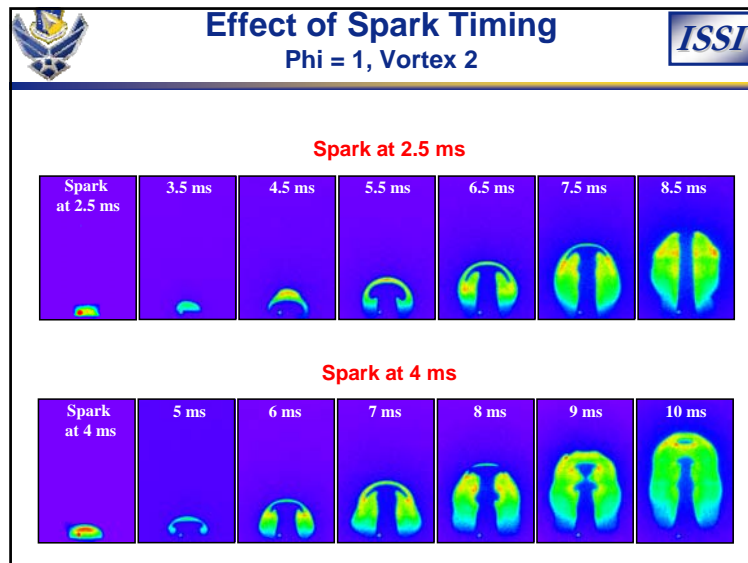 Effect of Spark Timing
Phi = 1, Vortex 2
ISSI
Spark at 2.5 ms
Spark
at 2.5 ms
3.5 ms
4.5 ms
5.5 ms
6.5 ms
7.5 ms
8.5 ms
Spark at 4 ms
Spark
at 4 ms
5 ms
6 ms
7 ms
8 ms
9 ms
10 ms